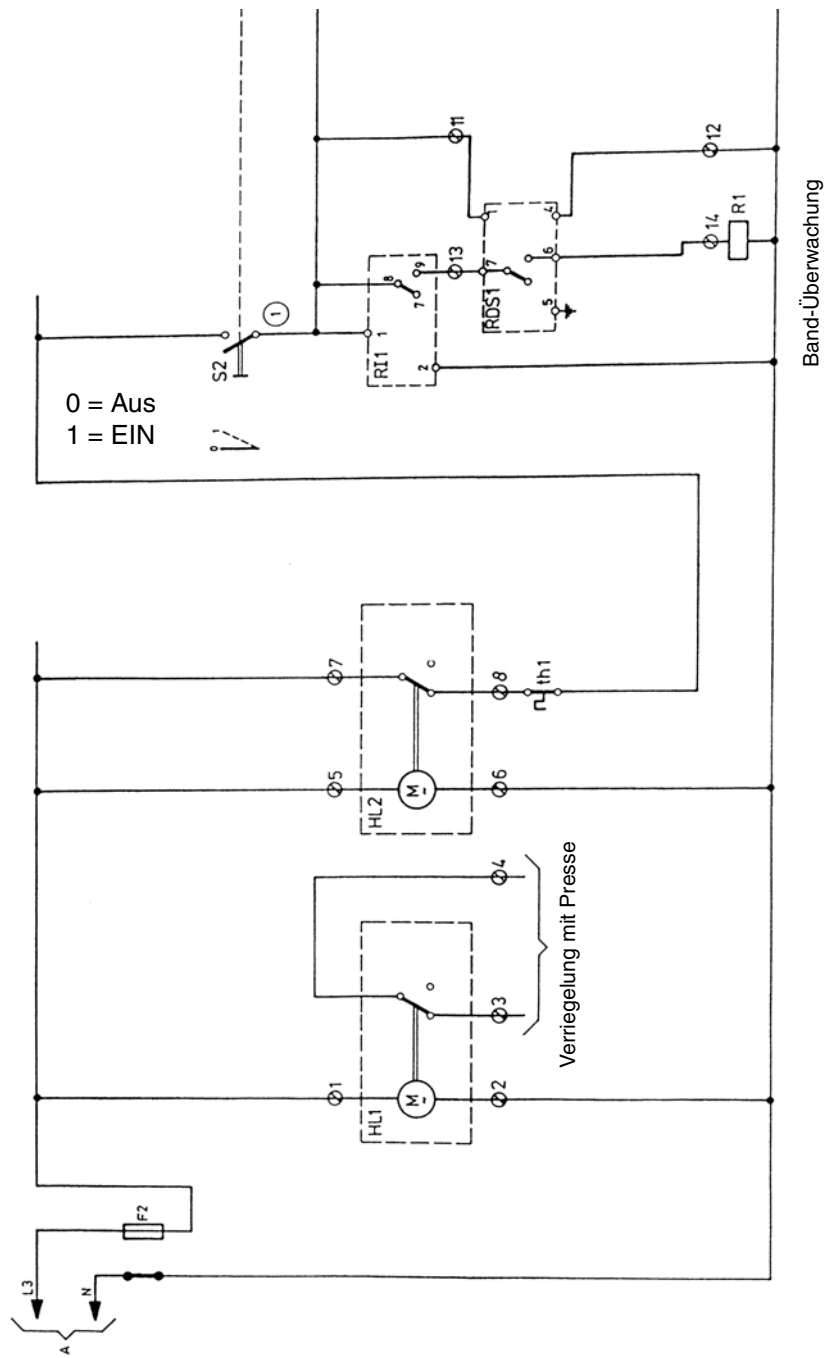 A
L3
N
F2
HL1
M
~
1
2
3
4
Verriegelung mit Presse
HL2
M
~
5
6
7
8
th1
0 = Aus
1 = EIN
0
1
S2
1
RI1
1
2
7
8
9
13
RDS1
1
7
4
5
6
11
12
14
R1
Band-Überwachung